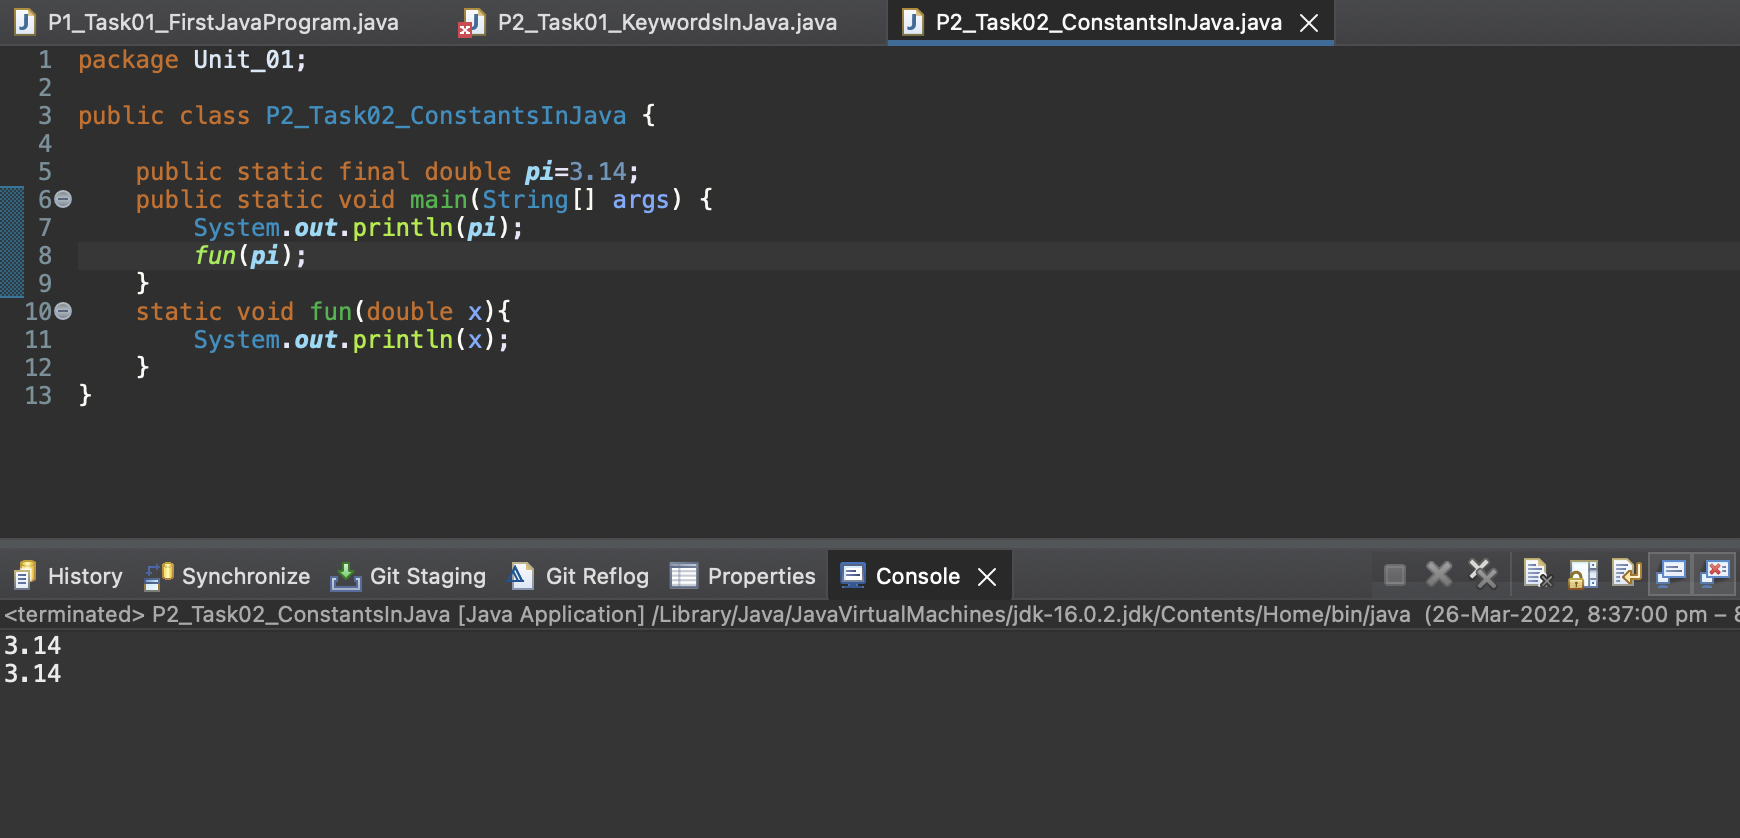 P1_Task01_FirstJavaProgram.java P2_Task01_KeywordsInJava.java P2_Task02_ConstantsInJava.java
1 package Unit_01;
2
3 public class P2_Task02_ConstantsInJava {
4
5 public static final double pi=3.14;
6 public static void main(String[] args) {
7 System.out.println(pi);
8 fun(pi);
9 }
10 static void fun(double x){
11 System.out.println(x);
12 }
13 }
History Synchronize Git Staging Git Reflog Properties Console
<terminated> P2_Task02_ConstantsInJava [Java Application] /Library/Java/JavaVirtualMachines/jdk-16.0.2.jdk/Contents/Home/bin/java (26-Mar-2022, 8:37:00 pm –
3.14
3.14